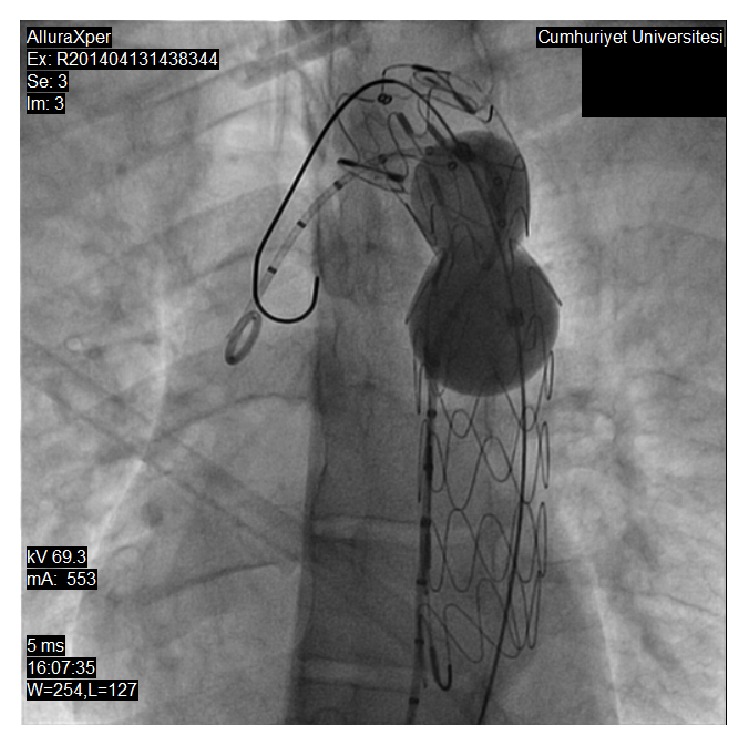 AlluraXper
Ex: R201404131438344
Se: 3
Im: 3
Cumhuriyet Universitesi
kV 69.3
mA: 553
5 ms
16:07:35
W=254,L=127